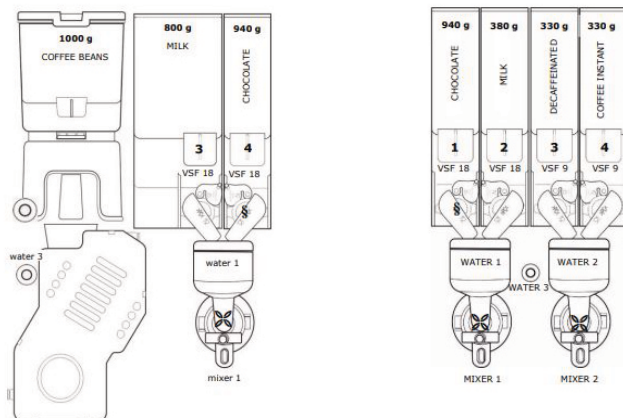 1000 g
COFFEE BEANS
800 g
MILK
940 g
CHOCOLATE
3
4
VSF 18
VSF 18
§
water 3
water 1
mixer 1
940 g
380 g
330 g
330 g
CHOCOLATE
MILK
DECAFFEINATED
COFFEE INSTANT
1
2
3
4
VSF 18
VSF 18
VSF 9
VSF 9
§
WATER 1
WATER 2
WATER 3
MIXER 1
MIXER 2